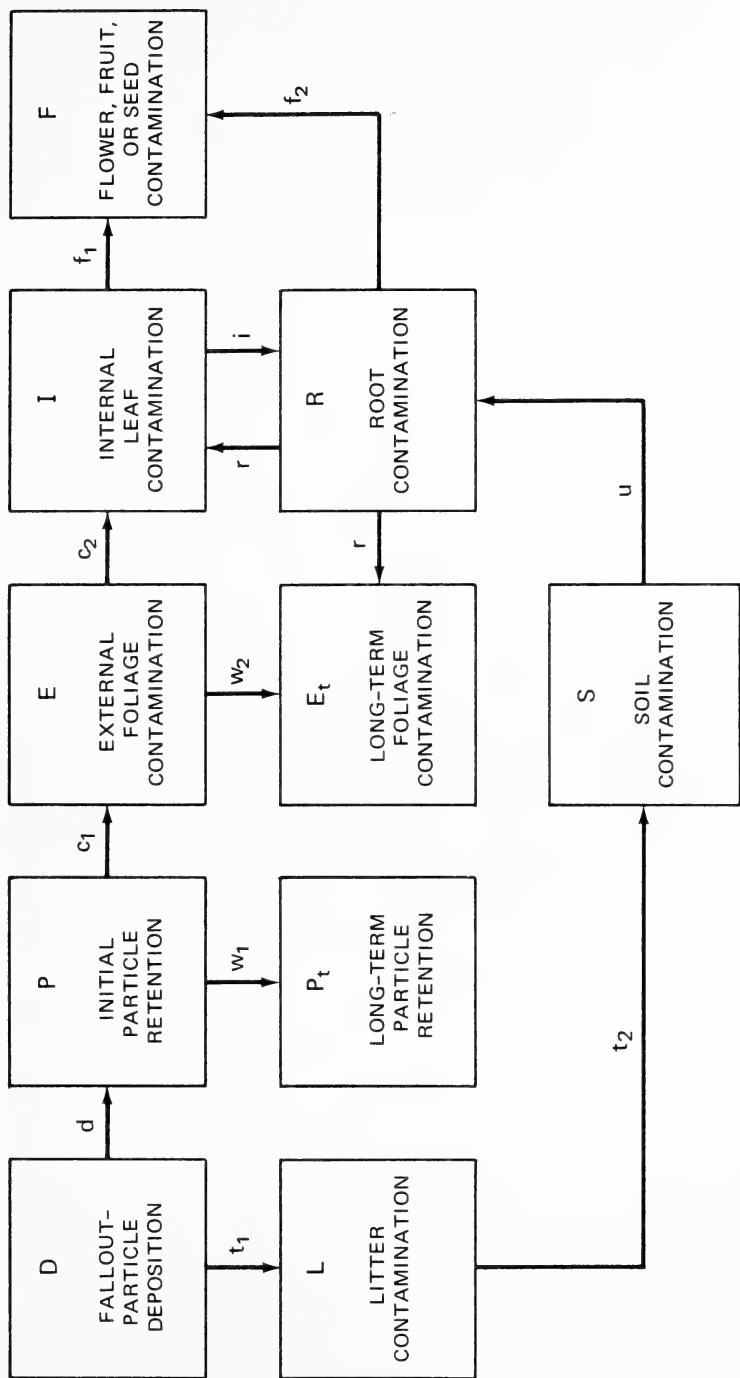 D
FALLOUT-
PARTICLE
DEPOSITION
d
P
INITIAL
PARTICLE
RETENTION
c1
E
EXTERNAL
FOLIAGE
CONTAMINATION
c2
I
INTERNAL
LEAF
CONTAMINATION
f1
F
FLOWER, FRUIT,
OR SEED
CONTAMINATION
t1
w1
w2
r
i
f2
L
LITTER
CONTAMINATION
Pt
LONG-TERM
PARTICLE
RETENTION
Et
LONG-TERM
FOLIAGE
CONTAMINATION
r
R
ROOT
CONTAMINATION
t2
S
SOIL
CONTAMINATION
u